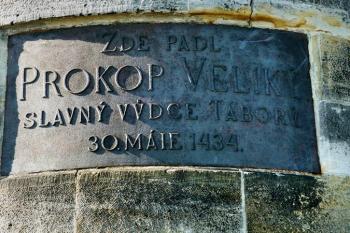 Zde padl
Prokop Veliký
slavný vůdce Táborů
30. máje 1434.